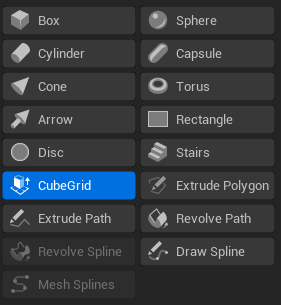 Box
Sphere
Cylinder
Capsule
Cone
Torus
Arrow
Rectangle
Disc
Stairs
CubeGrid
Extrude Polygon
Extrude Path
Revolve Path
Revolve Spline
Draw Spline
Mesh Splines